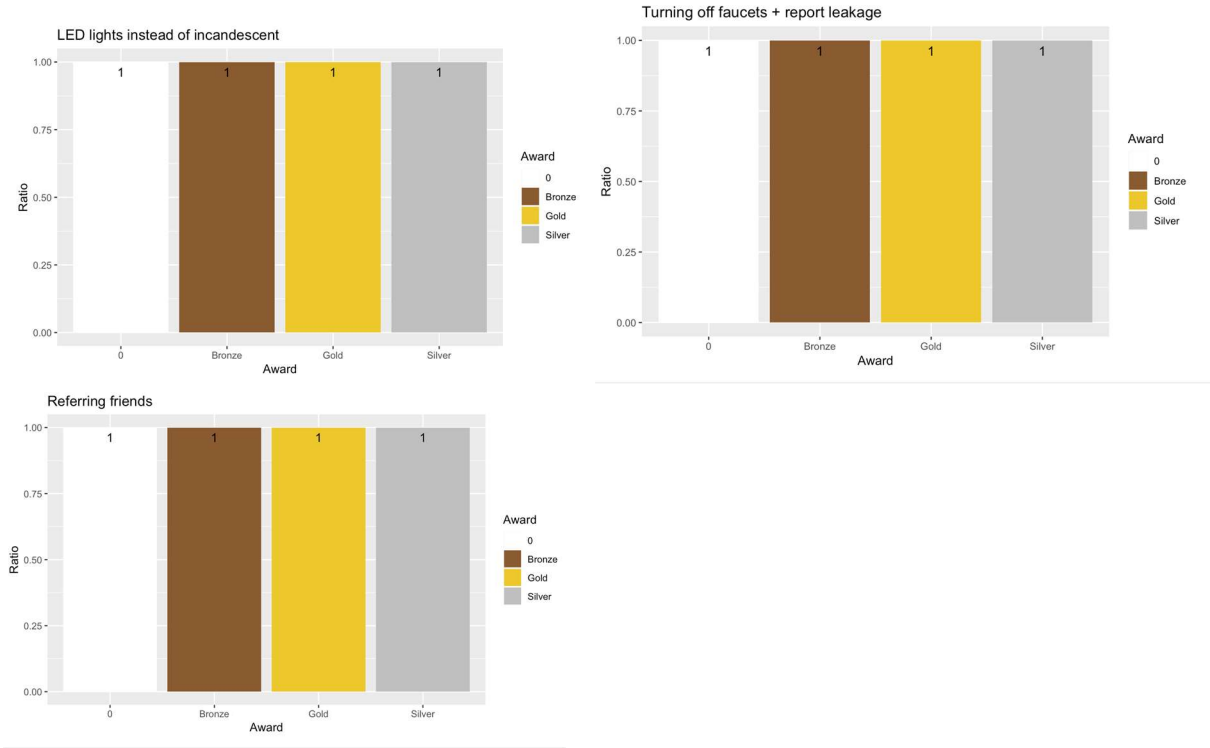 LED lights instead of incandescent
1 1 1 1
1.00
0.75
0.50
0.25
0.00
Ratio
0 Bronze Gold Silver
Award
Award
0
Bronze
Gold
Silver
Turning off faucets + report leakage
1 1 1 1
1.00
0.75
0.50
0.25
0.00
Ratio
0 Bronze Gold Silver
Award
Award
0
Bronze
Gold
Silver
Referring friends
1 1 1 1
1.00
0.75
0.50
0.25
0.00
Ratio
0 Bronze Gold Silver
Award
Award
0
Bronze
Gold
Silver